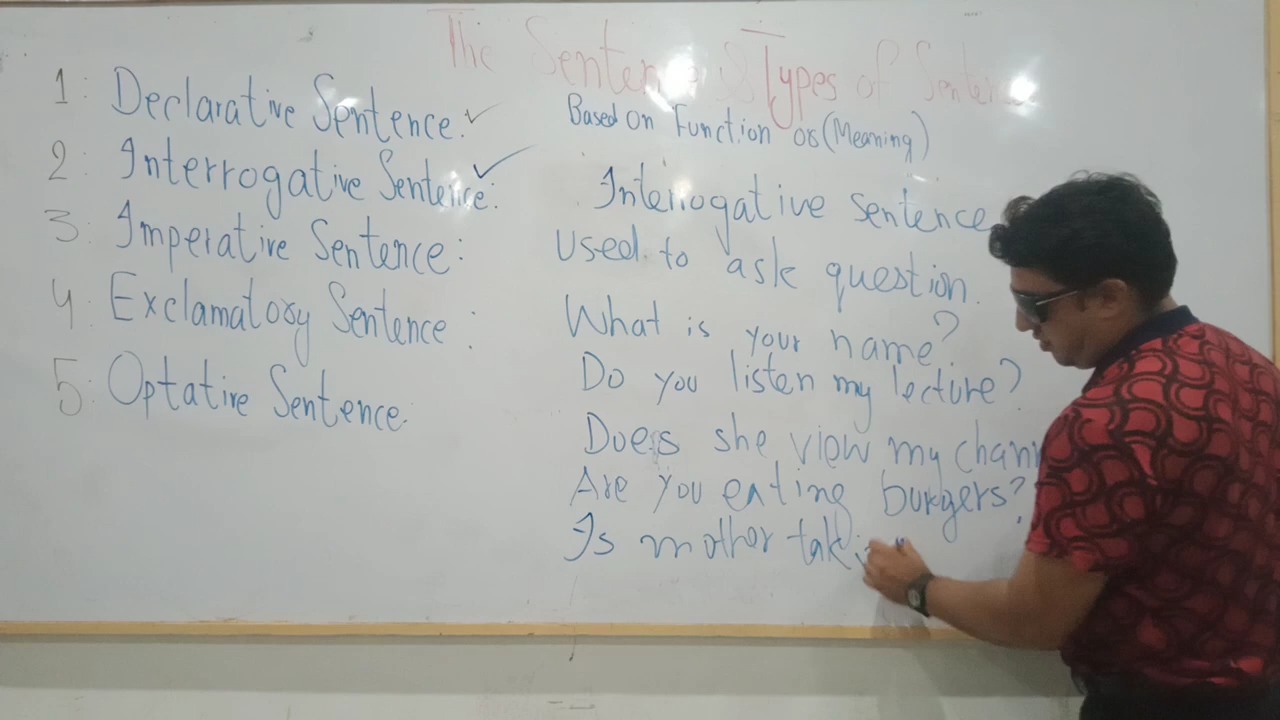 The Sentence & Types of Sentence
1: Declarative Sentence:✓
2: Interrogative Sentence:✓
3: Imperative Sentence:
4: Exclamatory Sentence:
5: Optative Sentence:
Based on Function or (Meaning)
Interrogative sentence
used to ask question.
What is your name?
Do you listen my lecture?
Does she view my chann
Are you eating burgers?
Is mother taki